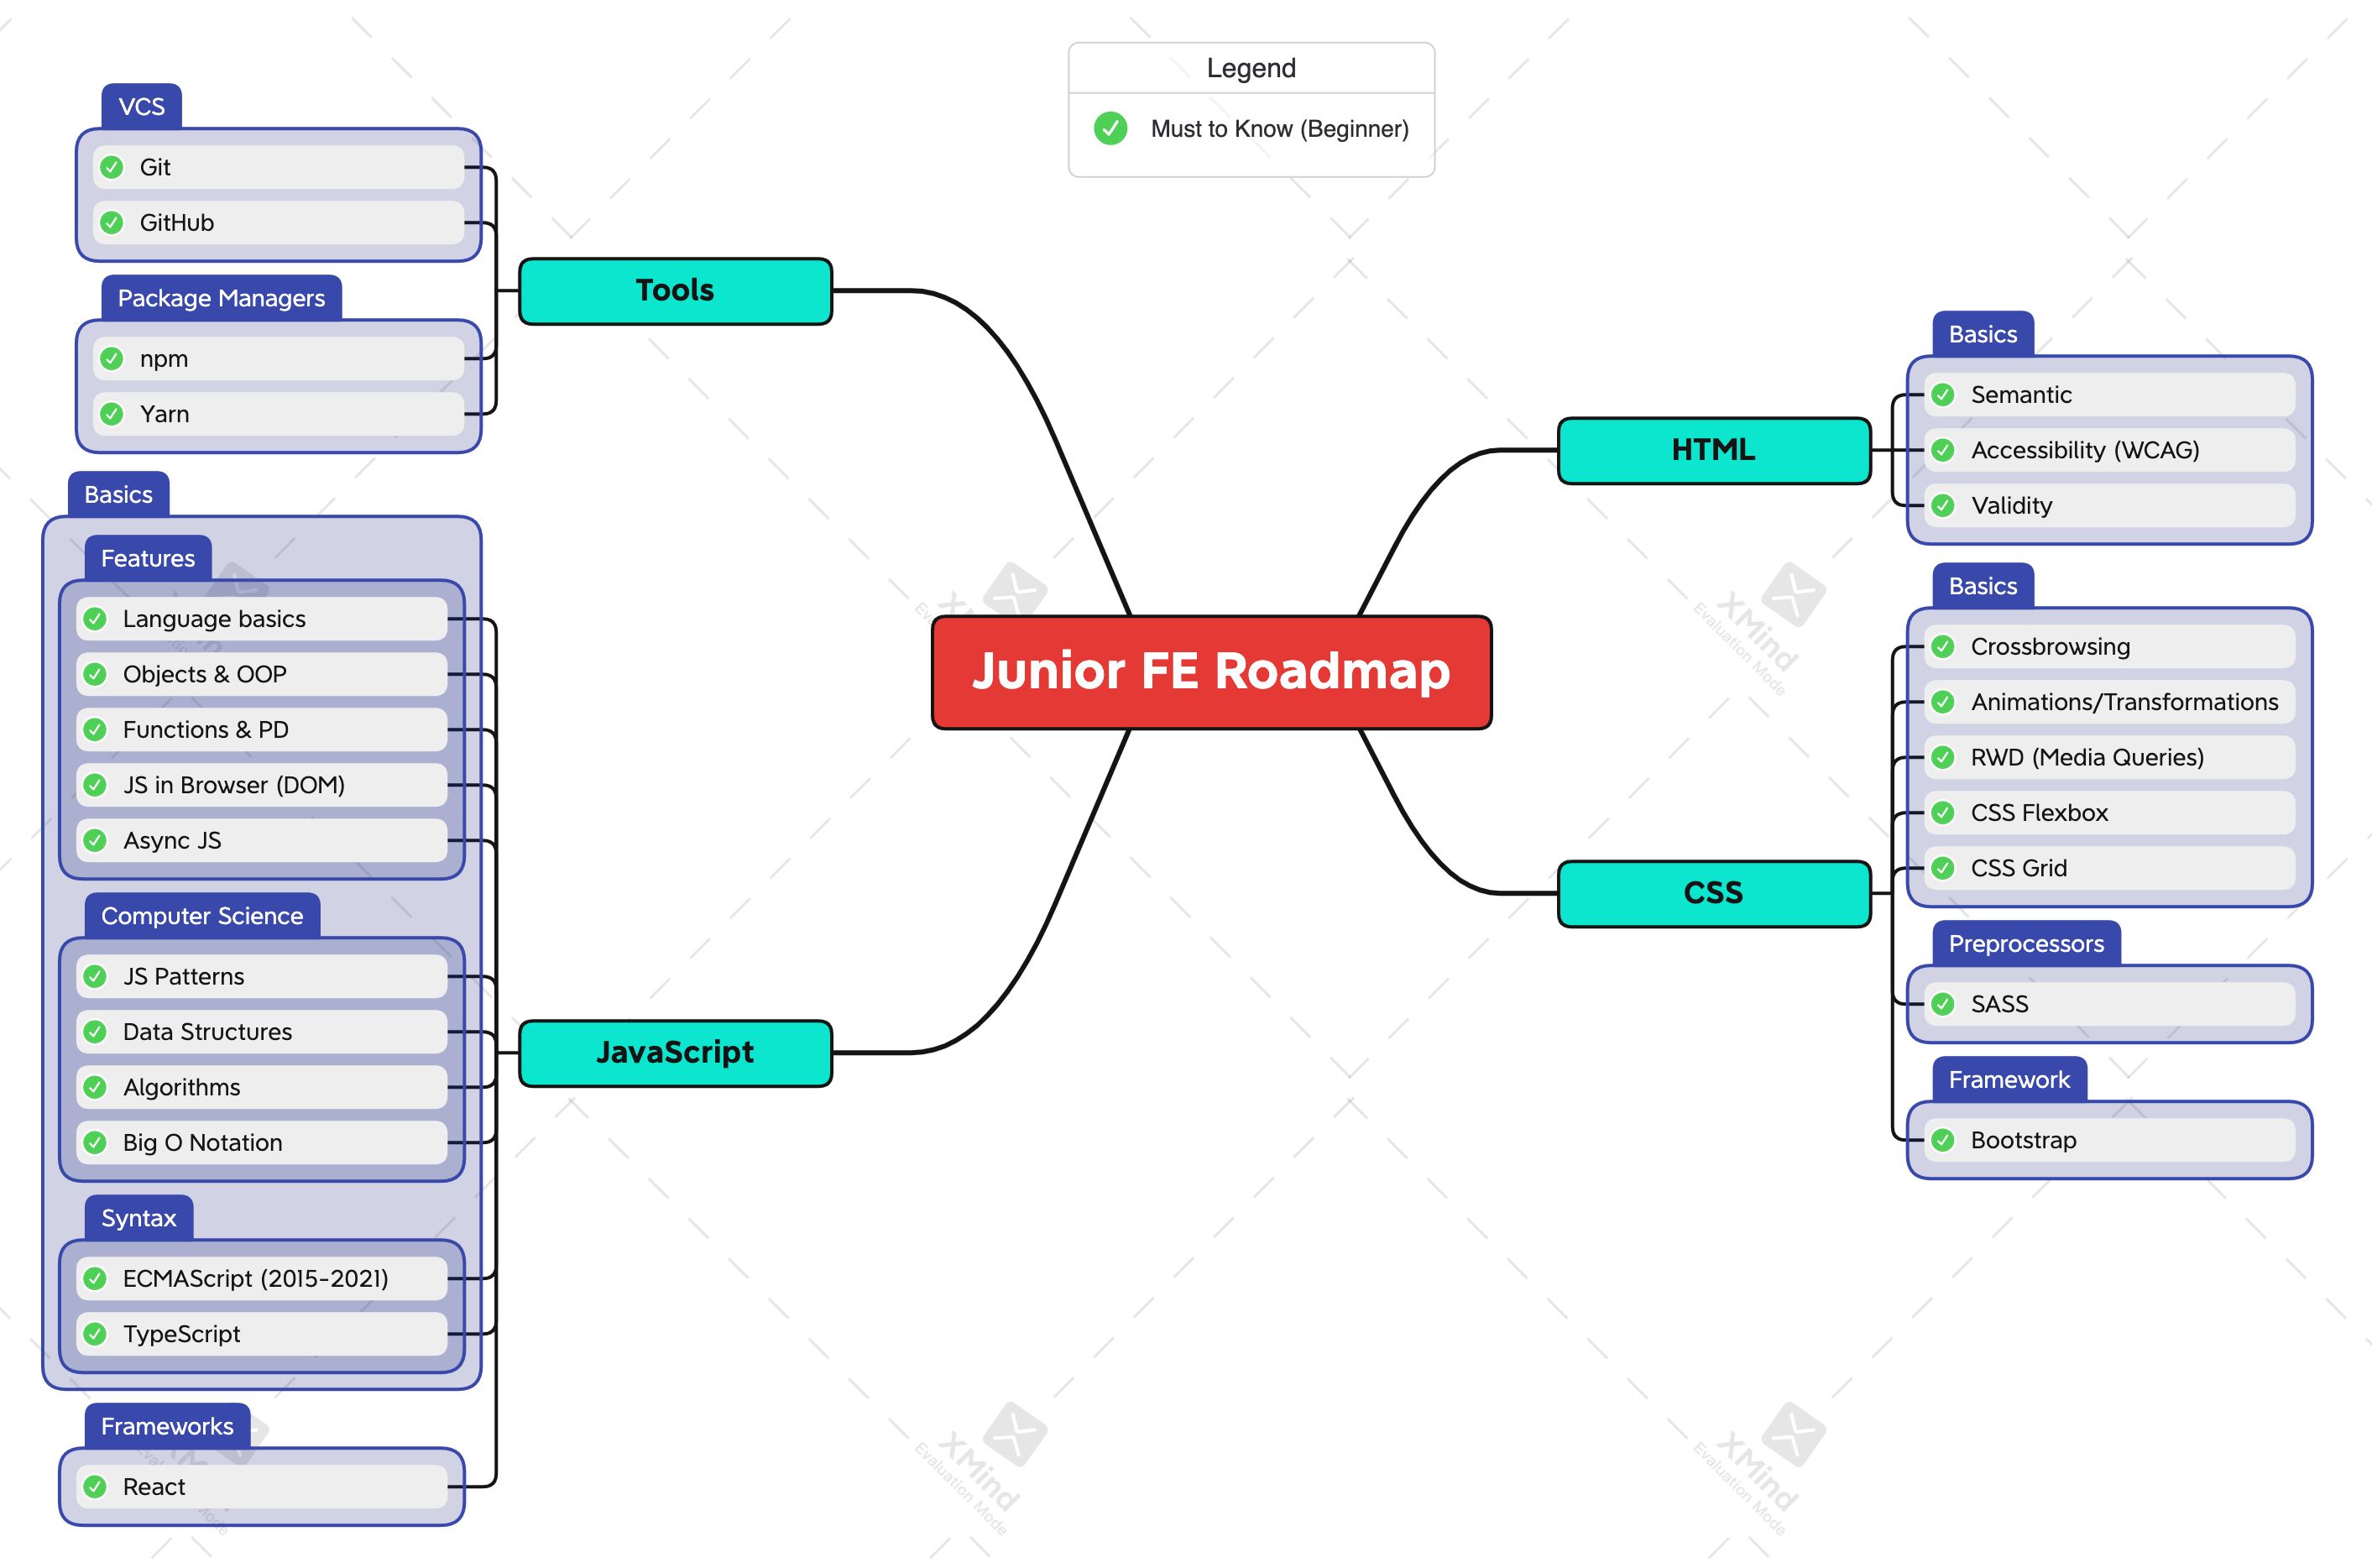 Legend
Must to Know (Beginner)
VCS
Git
GitHub
Package Managers
npm
Yarn
Tools
Basics
Features
Language basics
Objects & OOP
Functions & PD
JS in Browser (DOM)
Async JS
Computer Science
JS Patterns
Data Structures
Algorithms
Big O Notation
Syntax
ECMAScript (2015-2021)
TypeScript
Frameworks
React
JavaScript
Junior FE Roadmap
HTML
Basics
Semantic
Accessibility (WCAG)
Validity
CSS
Basics
Crossbrowsing
Animations/Transformations
RWD (Media Queries)
CSS Flexbox
CSS Grid
Preprocessors
SASS
Framework
Bootstrap
XMind
Evaluation Mode
XMind
Evaluation Mode
XMind
Evaluation Mode